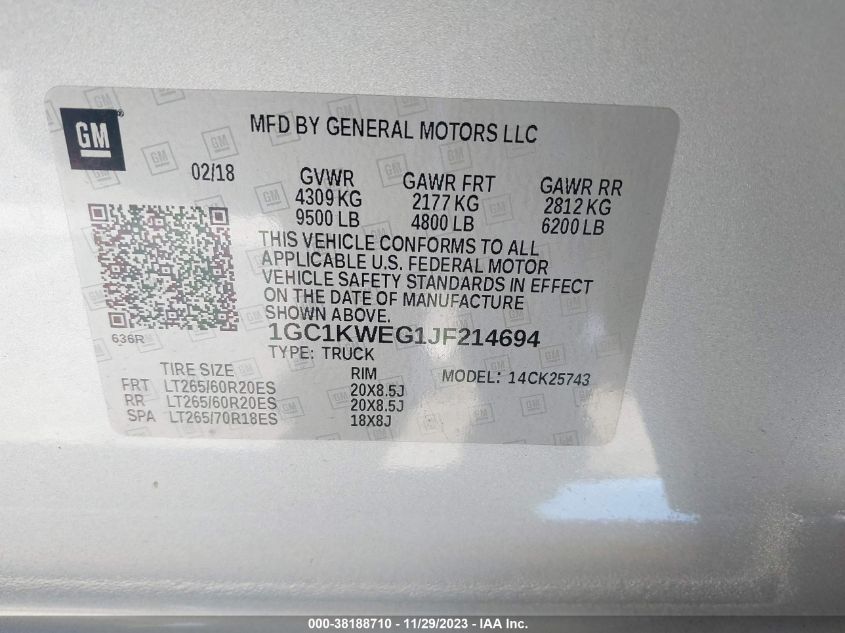 GM®
MFD BY GENERAL MOTORS LLC
02/18
GVWR GAWR FRT GAWR RR
4309 KG 2177 KG 2812 KG
9500 LB 4800 LB 6200 LB
THIS VEHICLE CONFORMS TO ALL
APPLICABLE U.S. FEDERAL MOTOR
VEHICLE SAFETY STANDARDS IN EFFECT
ON THE DATE OF MANUFACTURE
SHOWN ABOVE.
636R
1GC1KWEG1JF214694
TYPE: TRUCK
TIRE SIZE RIM MODEL: 14CK25743
FRT LT265/60R20ES 20X8.5J
RR LT265/60R20ES 20X8.5J
SPA LT265/70R18ES 18X8J
000-38188710 - 11/29/2023 - IAA Inc.